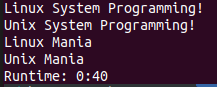 Linux System Programming!
Unix System Programming!
Linux Mania
Unix Mania
Runtime: 0:40